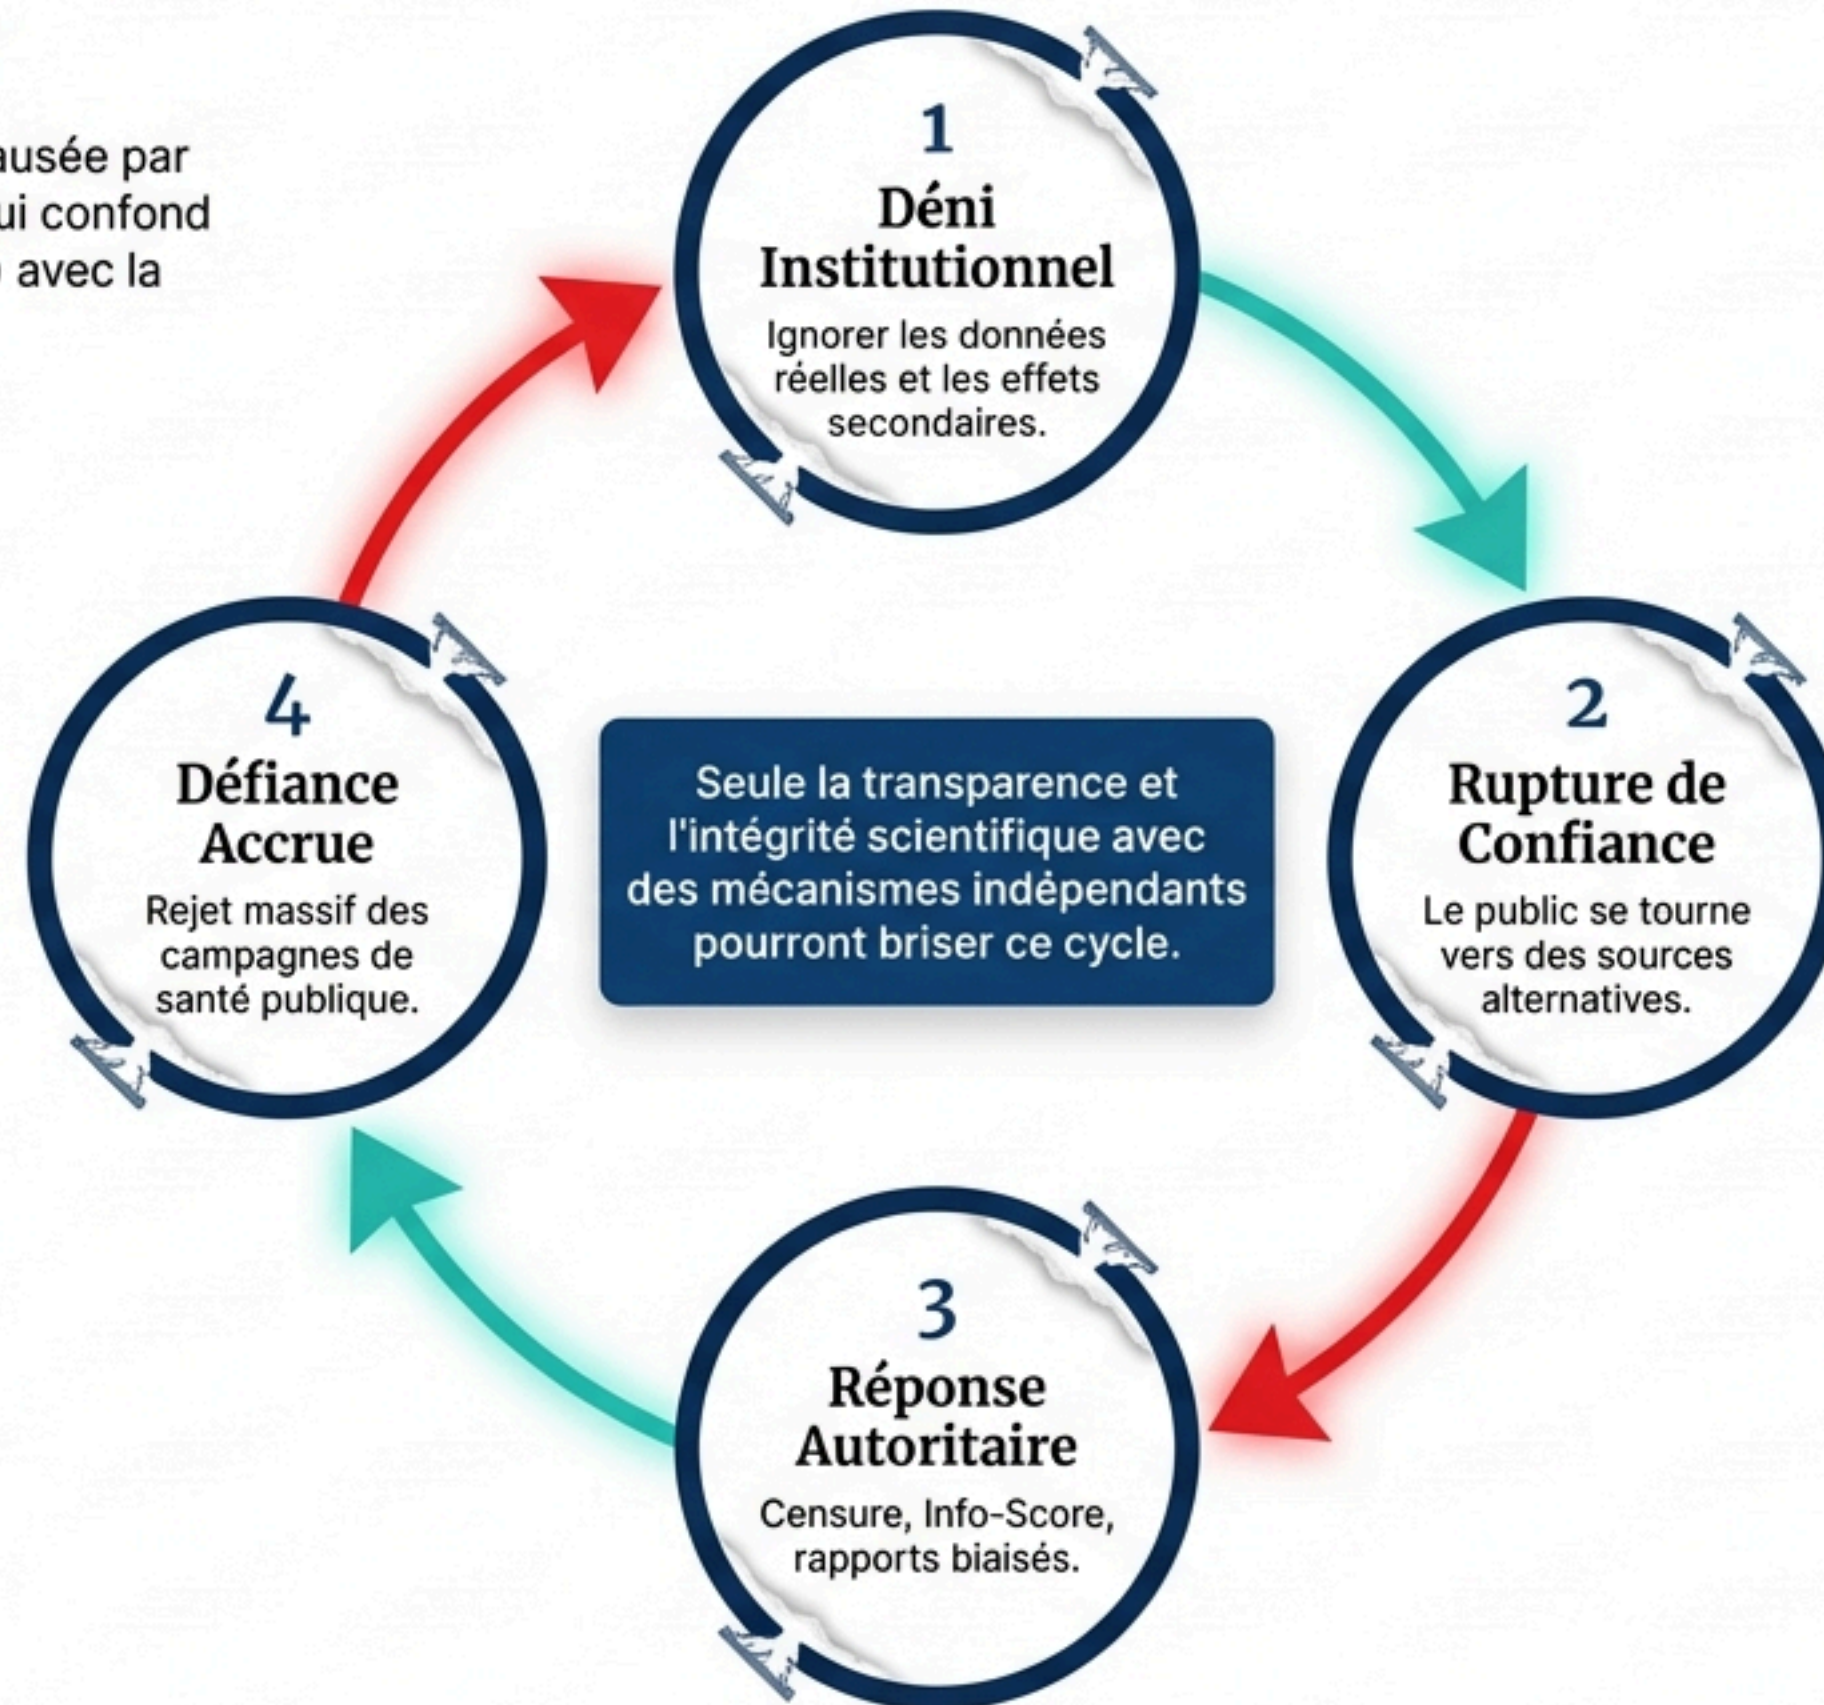 par
confond
avec la
1
Déni
Institutionnel
Ignorer les données
réelles et les effets
secondaires.
4
Défiance
Accrue
Rejet massif des
campagnes de
santé publique.
Seule la transparence et
l'intégrité scientifique avec
des mécanismes indépendants
pourront briser ce cycle.
2
Rupture de
Confiance
Le public se tourne
vers des sources
alternatives.
3
Réponse
Autoritaire
Censure, Info-Score,
rapports biaisés.